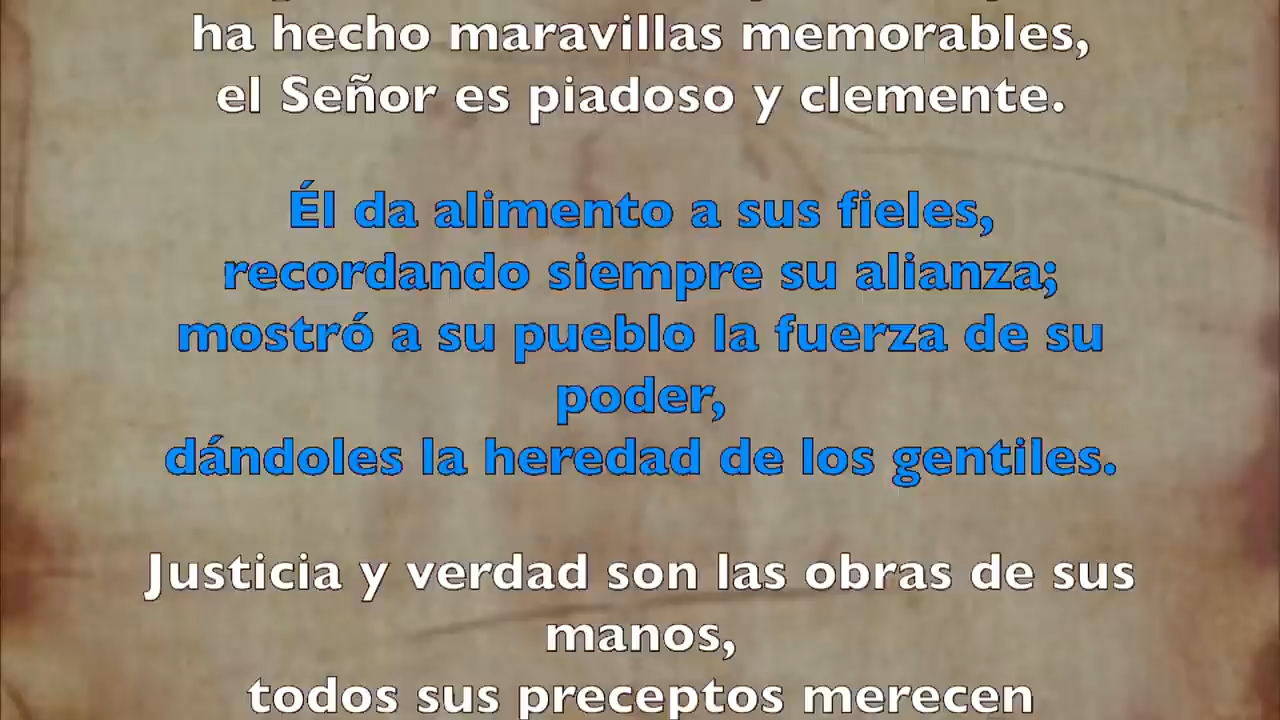 ha hecho maravillas memorables,
el Señor es piadoso y clemente.
Él da alimento a sus fieles,
recordando siempre su alianza;
mostró a su pueblo la fuerza de su
poder,
dándoles la heredad de los gentiles.
Justicia y verdad son las obras de sus
manos,
todos sus preceptos merecen